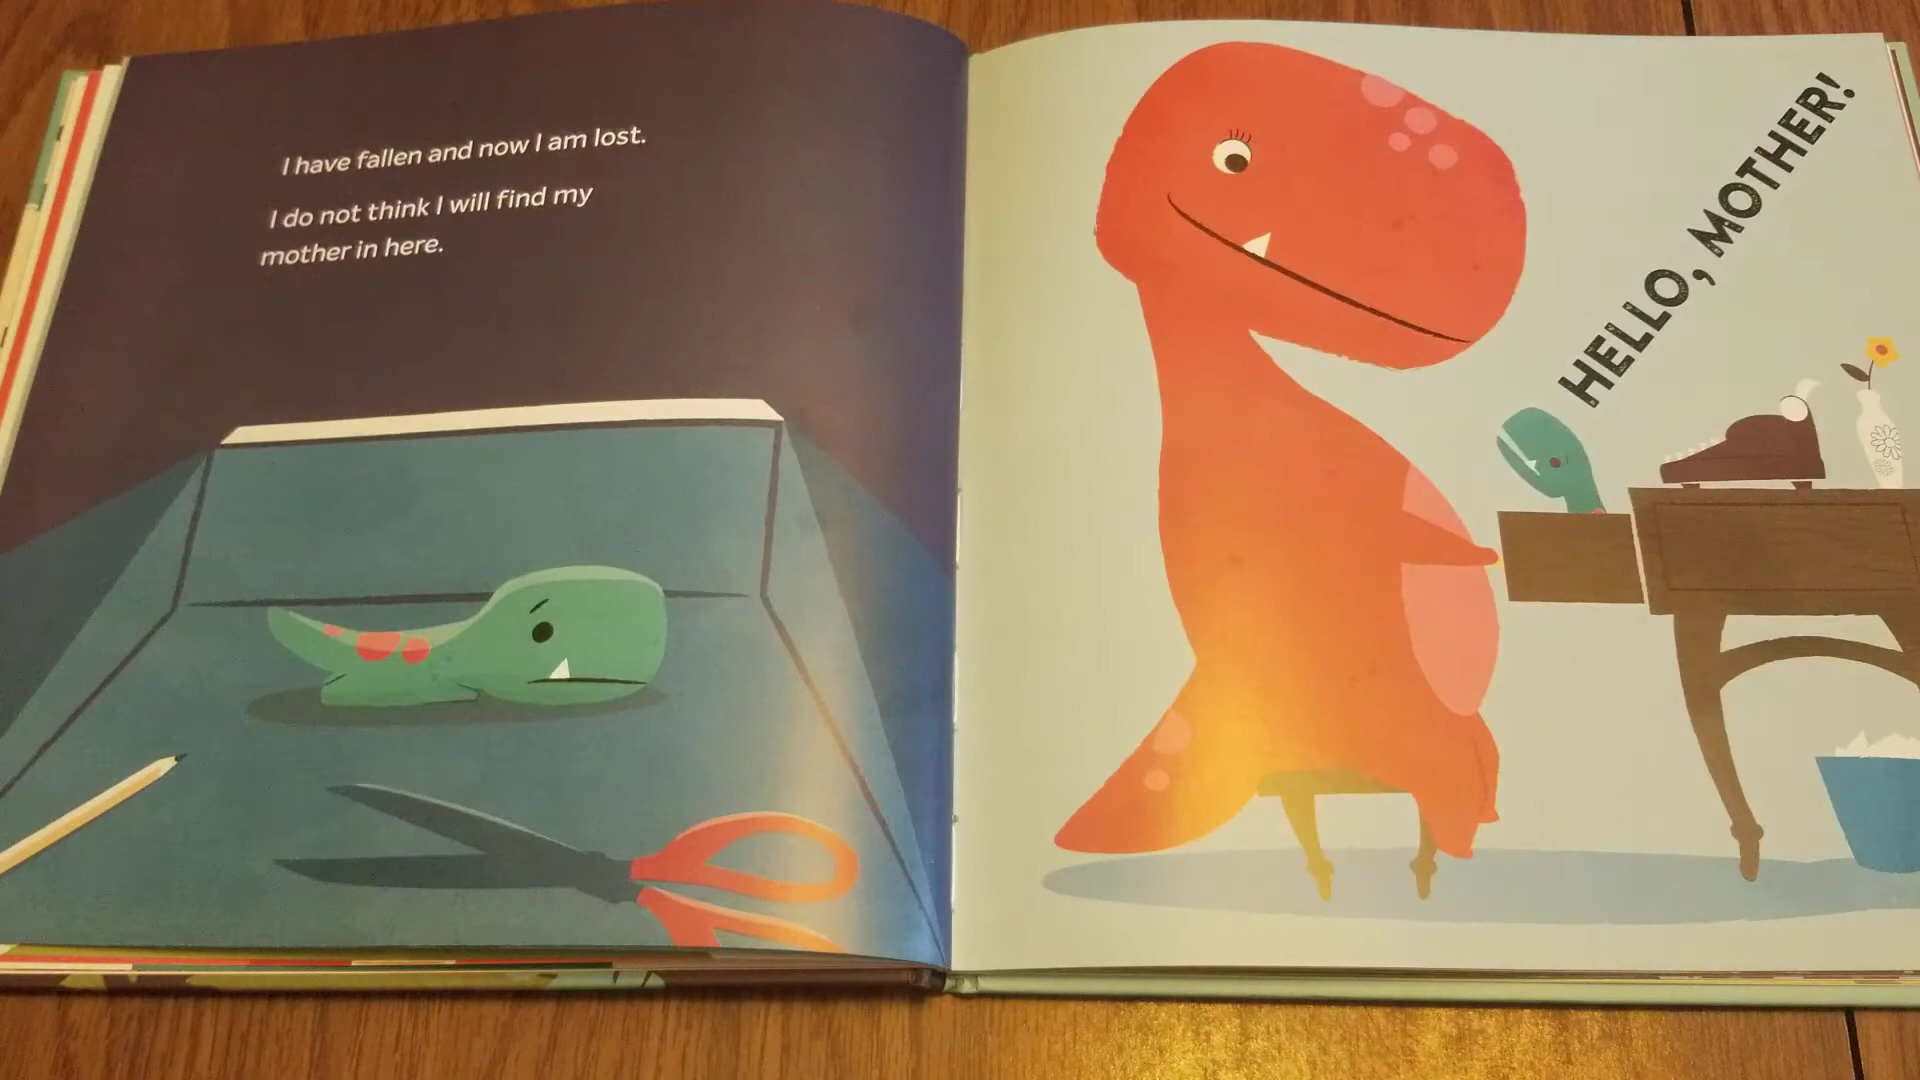 I have fallen and now I am lost.
I do not think I will find my
mother in here.
HELLO, MOTHER!